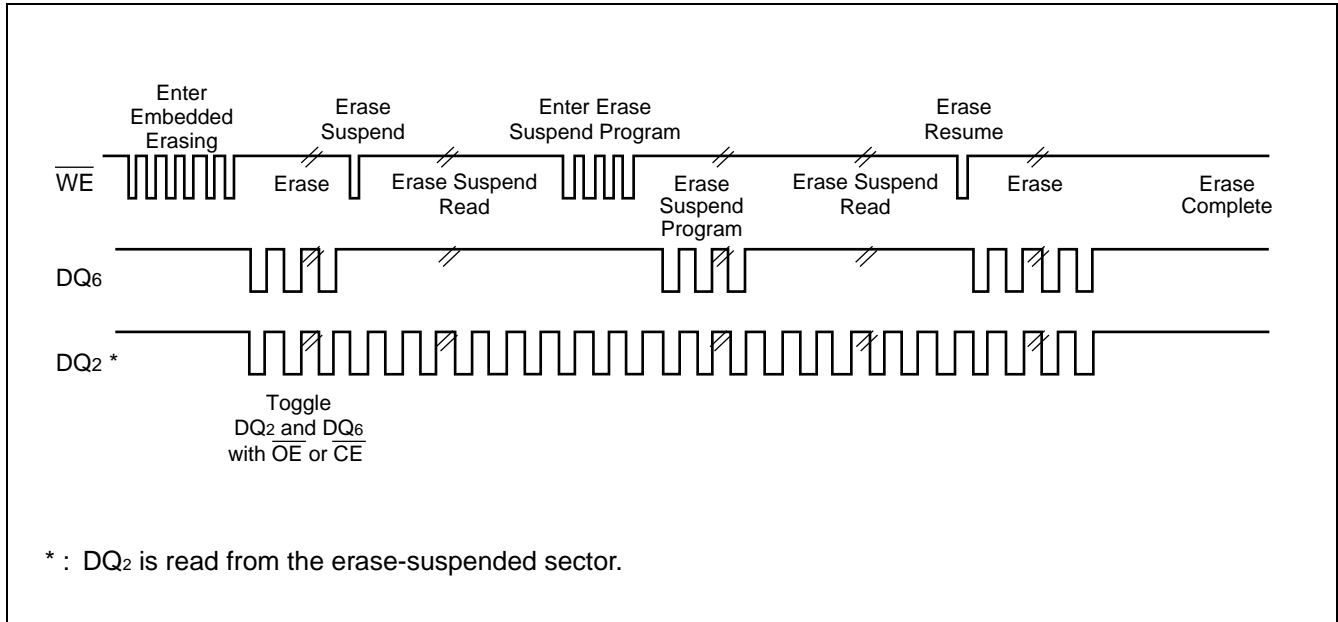 Enter
Embedded
Erasing
Erase
Suspend
Enter Erase
Suspend Program
Erase
Resume
WE
Erase
Erase Suspend
Read
Erase
Suspend
Program
Erase Suspend
Read
Erase
Erase
Complete
DQ6
DQ2 *
Toggle
DQ2 and DQ6
with OE or CE
* : DQ2 is read from the erase-suspended sector.